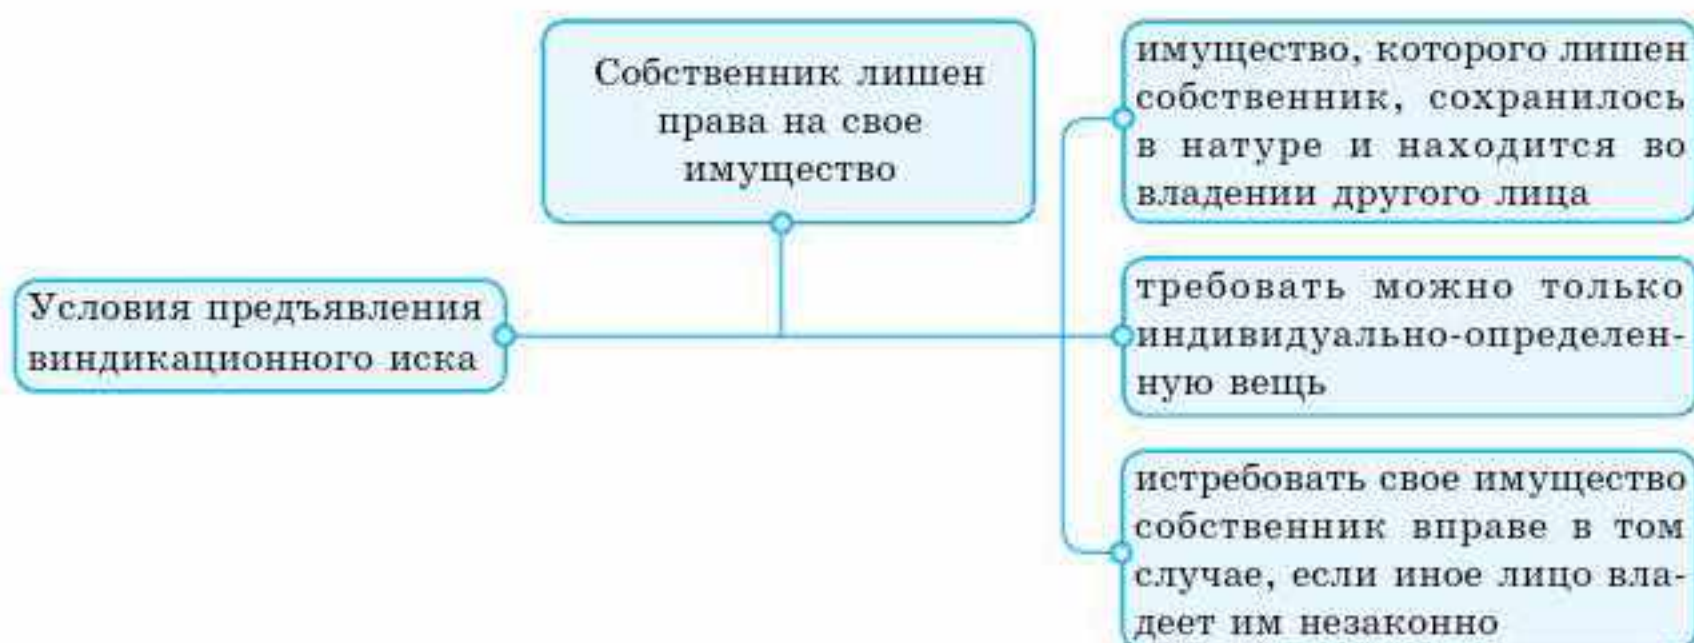 Собственник лишен
права на свое
имущество
Условия предъявления
виндикационного иска
имущество, которого лишен
собственник, сохранилось
в натуре и находится во
владении другого лица
требовать можно только
индивидуально-определен-
ную вещь
истребовать свое имущество
собственник вправе в том
случае, если иное лицо вла-
деет им незаконно